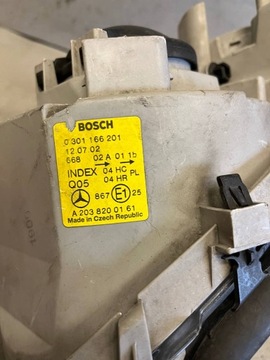 BOSCH
0 301 166 201
12.07.02
568 02 A 01 1b
INDEX 04 HC PL
Q05 04 HR
867 E1 25
A 203 820 01 61
Made in Czech Republic